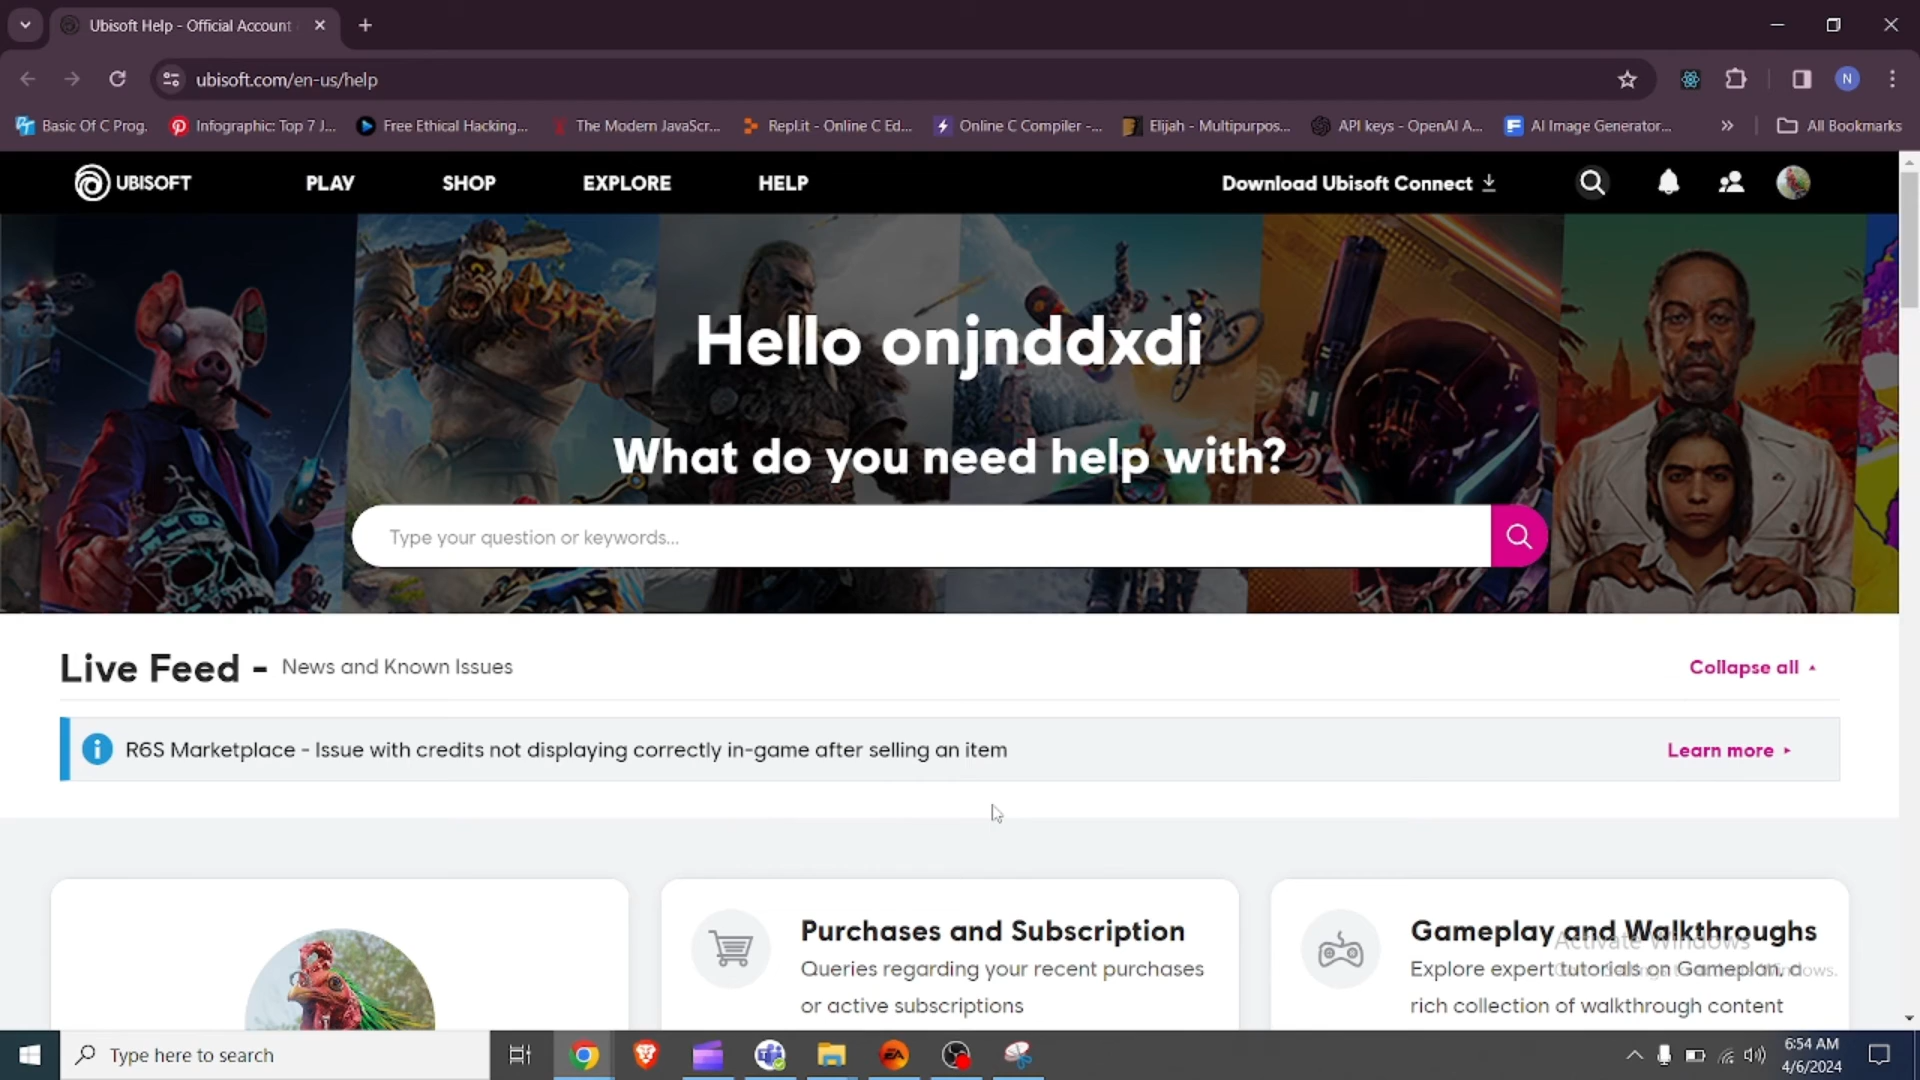 Ubisoft Help - Official Account
ubisoft.com/en-us/help
N
Basic Of C Prog.
Infographic: Top 7 J...
Free Ethical Hacking...
The Modern JavaScr...
Repl.it - Online C Ed...
Online C Compiler -...
Elijah - Multipurpos...
API keys - OpenAI A...
AI Image Generator...
All Bookmarks
UBISOFT
PLAY
SHOP
EXPLORE
HELP
Download Ubisoft Connect
Hello onjnddxdi
What do you need help with?
Type your question or keywords...
Live Feed - News and Known Issues
Collapse all
R6S Marketplace - Issue with credits not displaying correctly in-game after selling an item
Learn more
Purchases and Subscription
Queries regarding your recent purchases
or active subscriptions
Gameplay and Walkthroughs
Explore expert tutorials on Gameplan, a
rich collection of walkthrough content
Activate Windows
Type here to search
EA
6:54 AM
4/6/2024